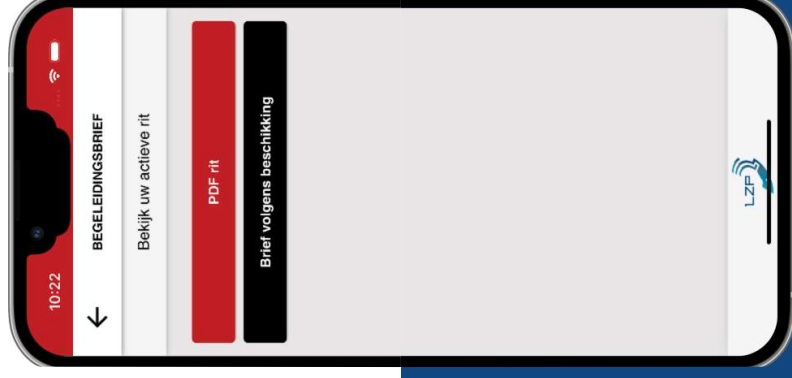 10:22
BEGELEIDINGSBRIEF
Bekijk uw actieve rit
PDF rit
Brief volgens beschikking
LZP